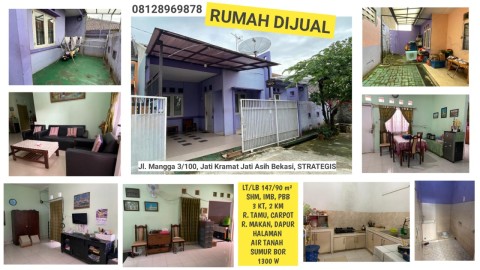 08128969878
RUMAH DIJUAL
Jl. Mangga 3/100, Jati Kramat Jati Asih Bekasi, STRATEGIS
LT/LB 147/90 m²
SHM, IMB, PBB
3 KT, 2 KM
R. TAMU, CARPOT
R. MAKAN, DAPUR
HALAMAN
AIR TANAH
SUMUR BOR
1300 W